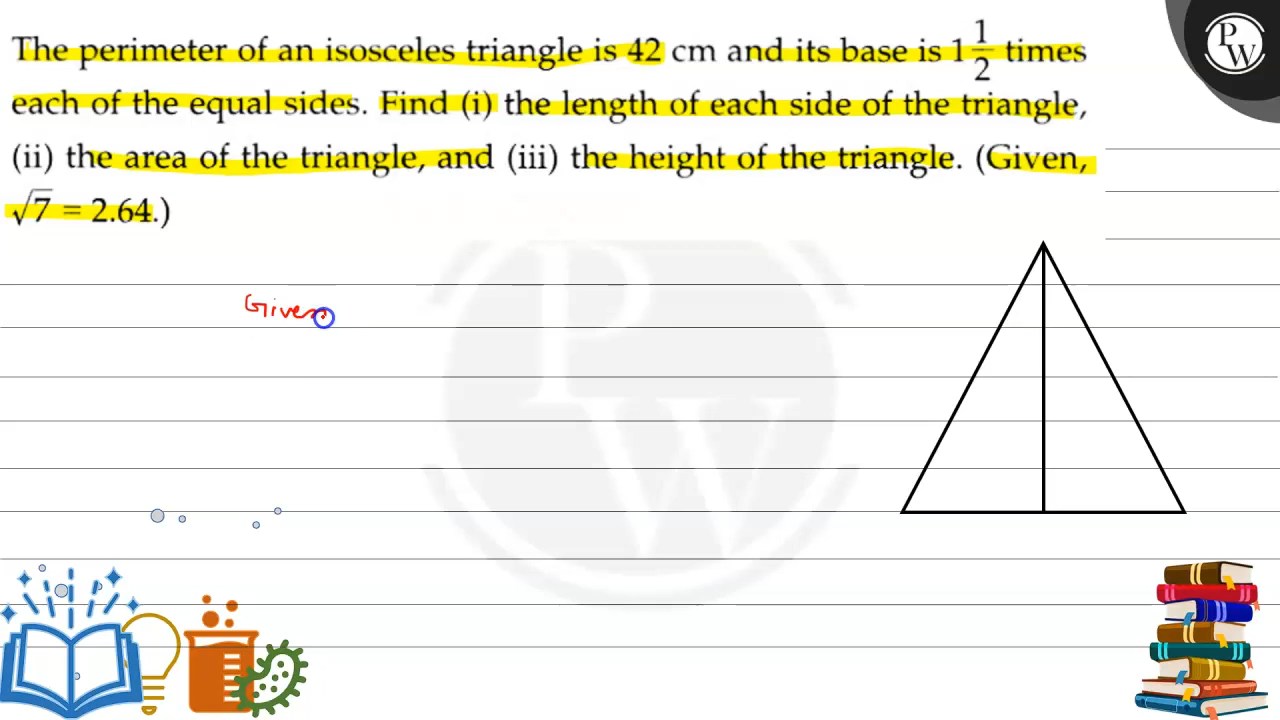 The perimeter of an isosceles triangle is 42 cm and its base is 1 1/2 times
each of the equal sides. Find (i) the length of each side of the triangle,
(ii) the area of the triangle, and (iii) the height of the triangle. (Given,
√7 = 2.64.)
Given
P
W
P
W